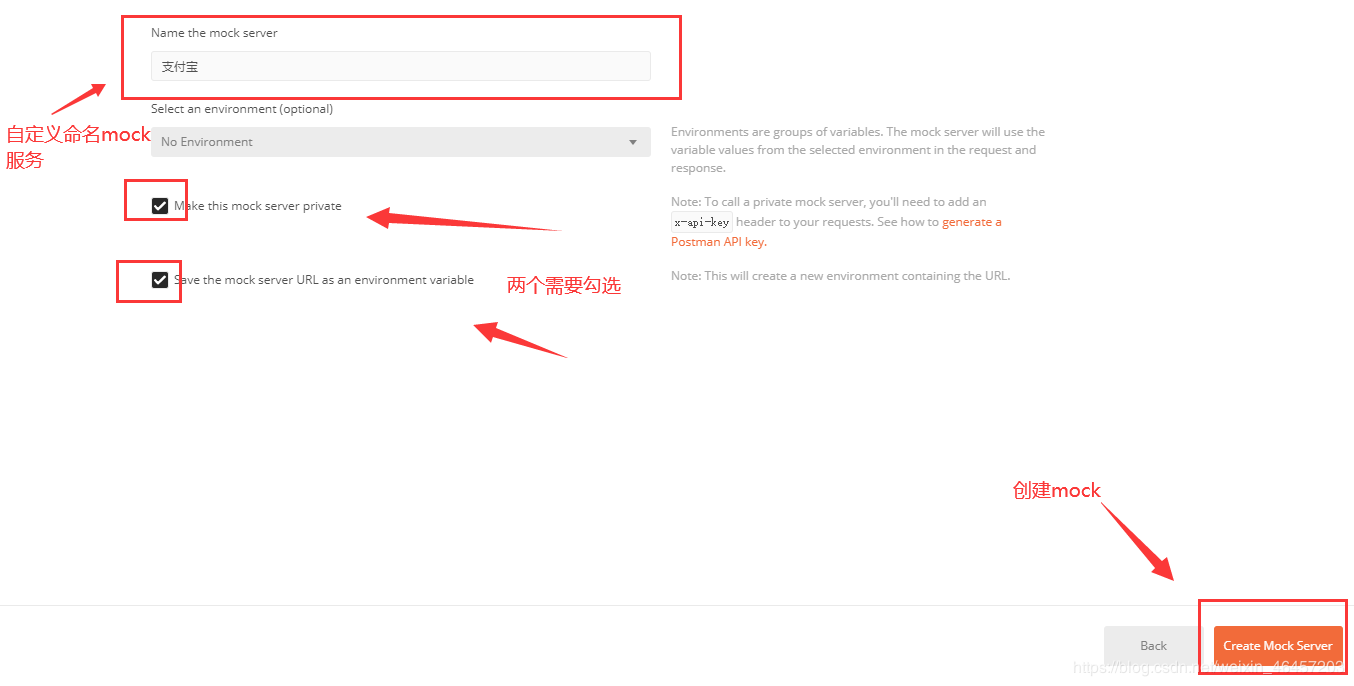 Name the mock server
支付宝
自定义命名mock
服务
Select an environment (optional)
No Environment
Environments are groups of variables. The mock server will use the
variable values from the selected environment in the request and
response.
Make this mock server private
Note: To call a private mock server, you'll need to add an
x-api-key header to your requests. See how to generate a
Postman API key.
Save the mock server URL as an environment variable
两个需要勾选
Note: This will create a new environment containing the URL.
创建mock
Back
Create Mock Server
https://blog.csdn.net/weixin_46457203